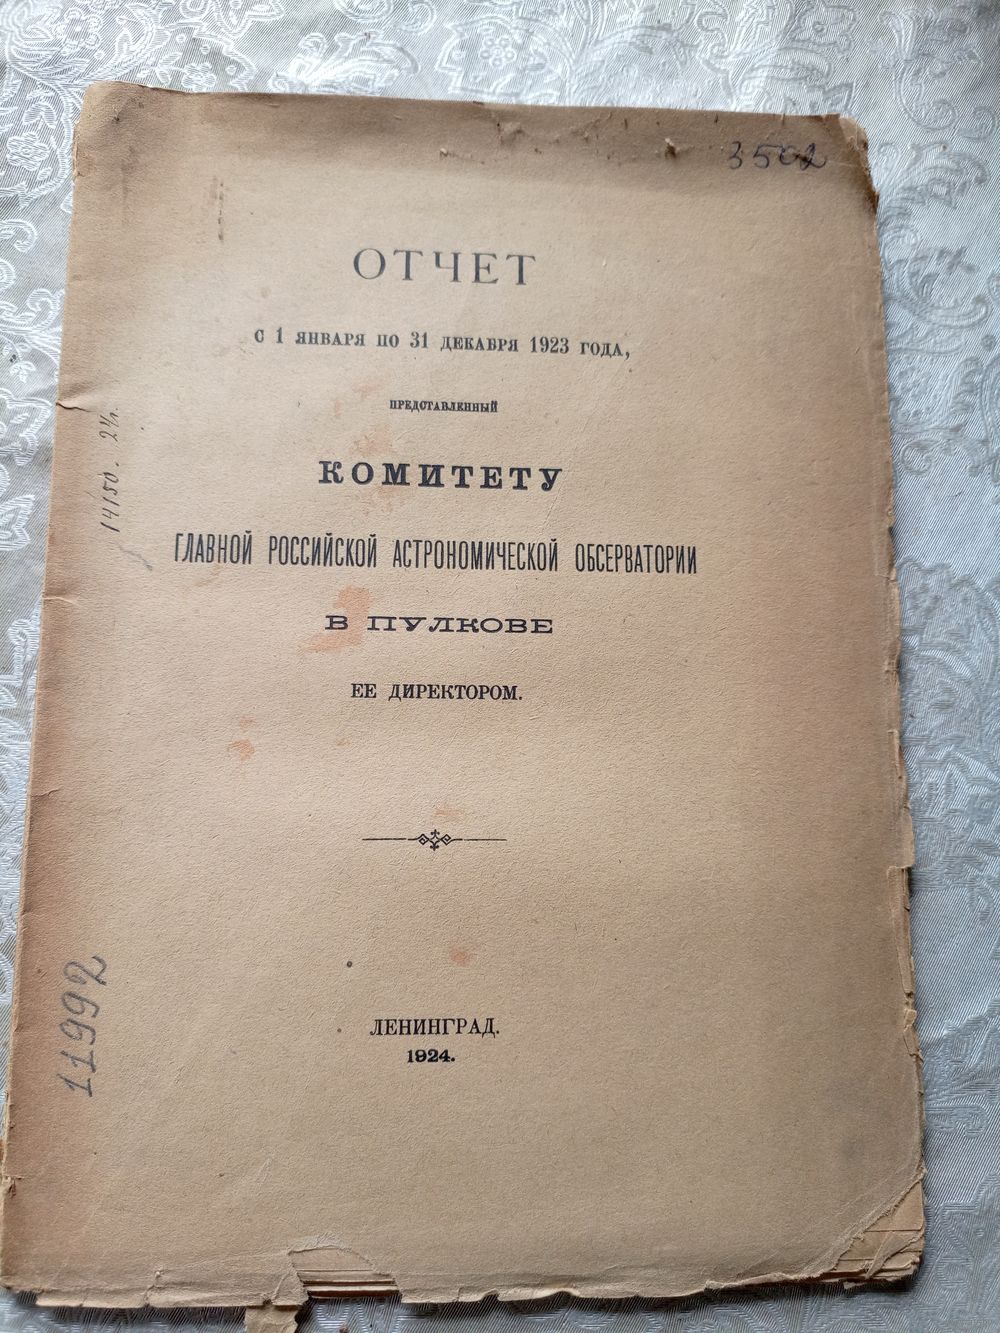 3502
ОТЧЕТ
С 1 ЯНВАРЯ ПО 31 ДЕКАБРЯ 1923 ГОДА,
ПРЕДСТАВЛЕННЫЙ
КОМИТЕТУ
ГЛАВНОЙ РОССИЙСКОЙ АСТРОНОМИЧЕСКОЙ ОБСЕРВАТОРИИ
В ПУЛКОВЕ
ЕЕ ДИРЕКТОРОМ.
ЛЕНИНГРАД.
1924.
14150.
11992